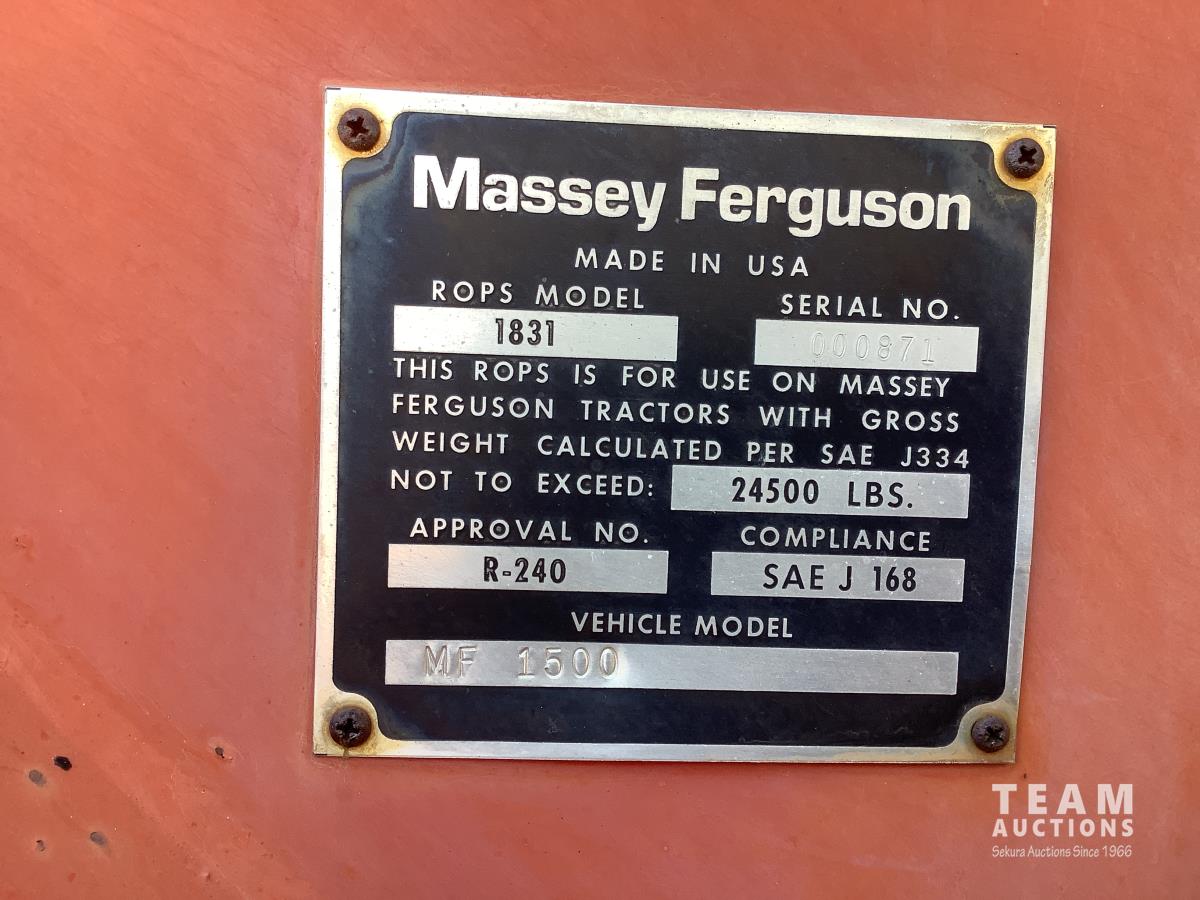 Massey Ferguson
MADE IN USA
ROPS MODEL SERIAL NO.
1831 000871
THIS ROPS IS FOR USE ON MASSEY
FERGUSON TRACTORS WITH GROSS
WEIGHT CALCULATED PER SAE J334
NOT TO EXCEED: 24500 LBS.
APPROVAL NO. COMPLIANCE
R-240 SAE J 168
VEHICLE MODEL
MF 1500
TEAM
AUCTIONS
Sekura Auctions Since 1966